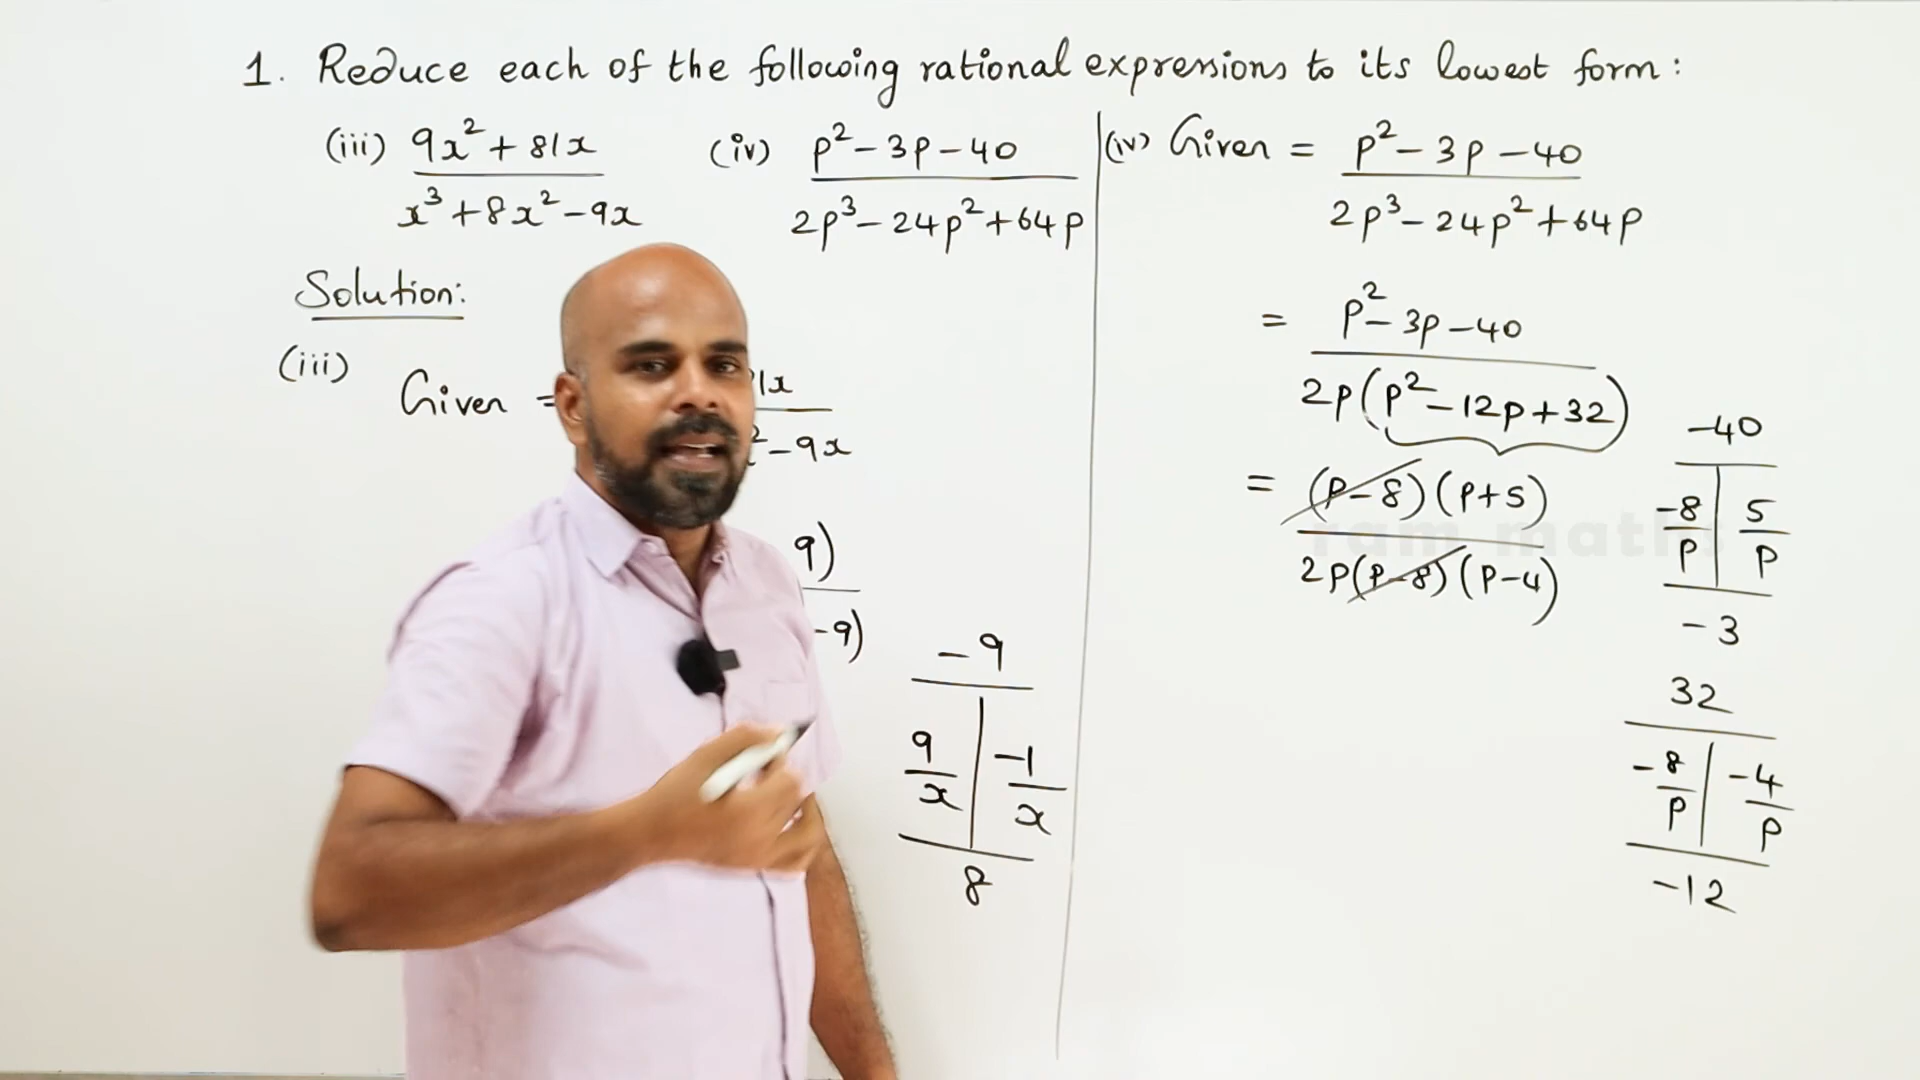 1. Reduce each of the following rational expressions to its lowest form :
(iii) 9x² + 81x / x³ + 8x² - 9x
(iv) p² - 3p - 40 / 2p³ - 24p² + 64p
Solution:
(iii) Given =
1x
² - 9x
9)
-9)
-9
9/x | -1/x
8
(iv) Given = p² - 3p - 40 / 2p³ - 24p² + 64p
= p² - 3p - 40 / 2p(p² - 12p + 32)
= (p-8)(p+5) / 2p(p-8)(p-4)
-40
-8/p | 5/p
-3
32
-8/p | -4/p
-12
ram maths